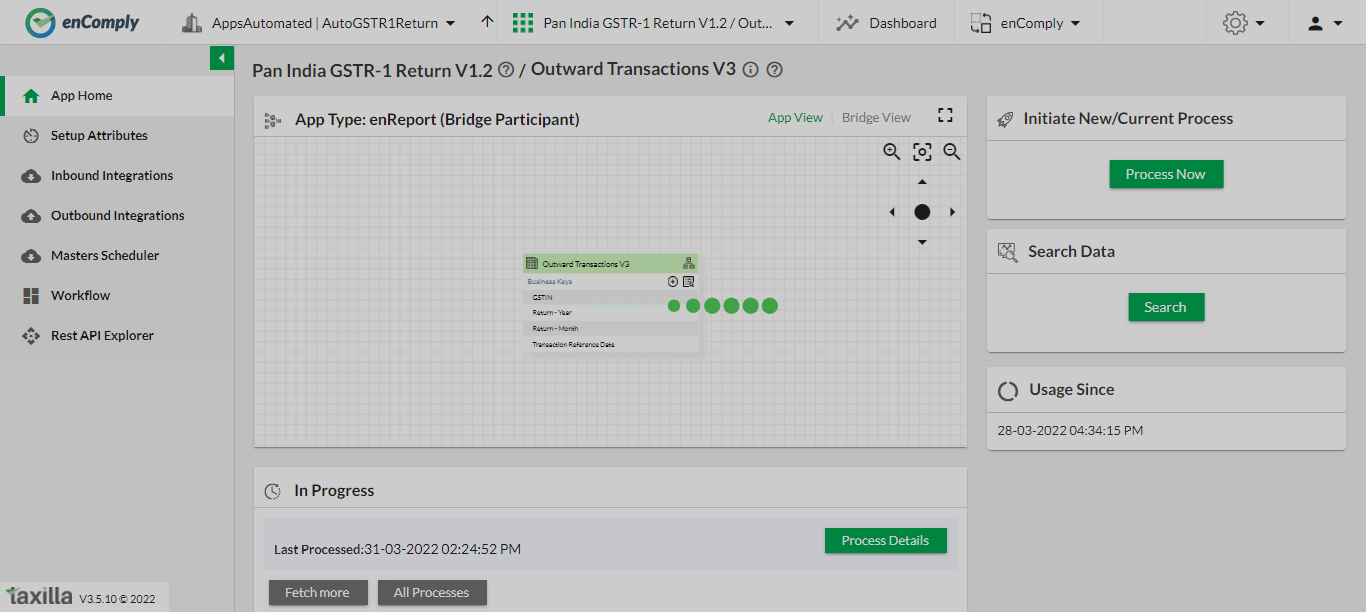 enComply
AppsAutomated | AutoGSTR1Return
Pan India GSTR-1 Return V1.2 / Out...
Dashboard
enComply
Pan India GSTR-1 Return V1.2 / Outward Transactions V3
App Home
Setup Attributes
Inbound Integrations
Outbound Integrations
Masters Scheduler
Workflow
Rest API Explorer
App Type: enReport (Bridge Participant)
App View
Bridge View
Outward Transactions V3
Business Keys
GSTIN
Return - Year
Return - Month
Transaction Reference Date
Initiate New/Current Process
Process Now
Search Data
Search
Usage Since
28-03-2022 04:34:15 PM
In Progress
Last Processed:31-03-2022 02:24:52 PM
Process Details
Fetch more
All Processes
taxilla V3.5.10 © 2022